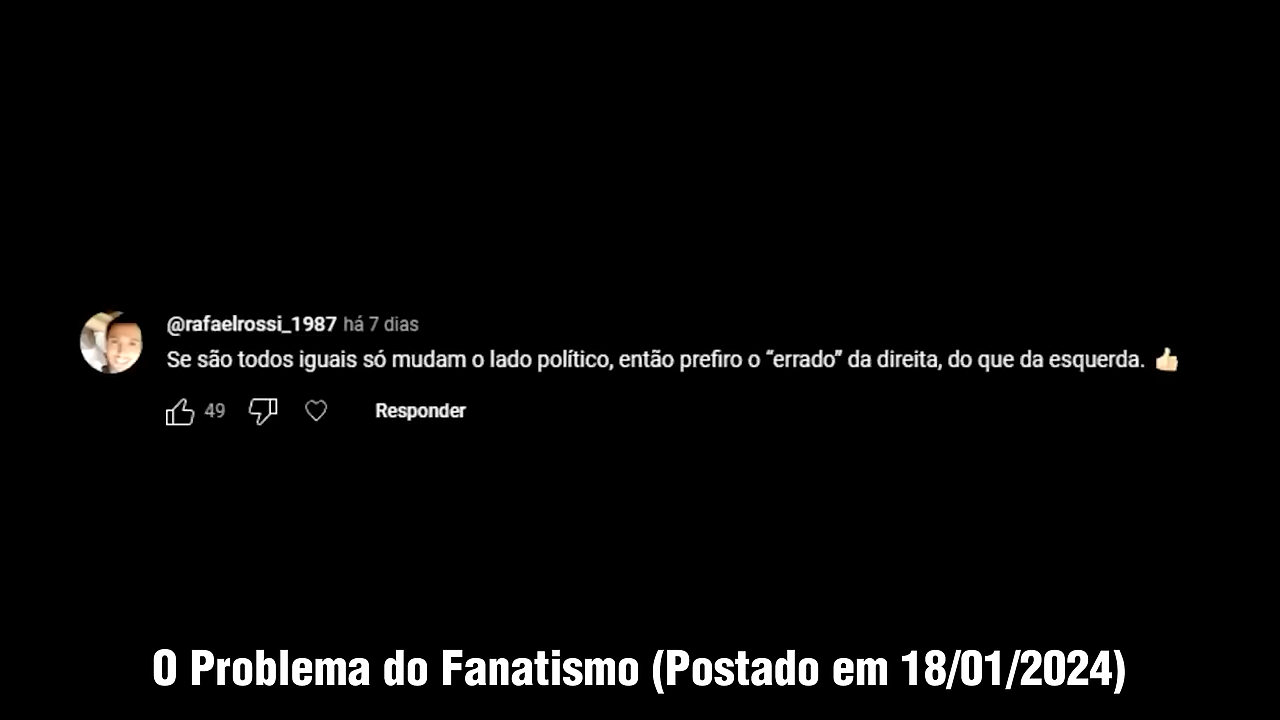 @rafaelrossi_1987 há 7 dias
Se são todos iguais só mudam o lado político, então prefiro o “errado” da direita, do que da esquerda. 👍🏻
49 Responder
O Problema do Fanatismo (Postado em 18/01/2024)